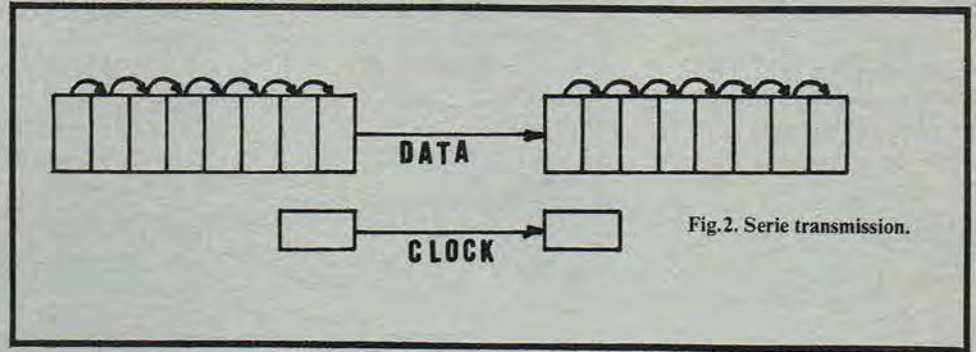 DATA
CLOCK
Fig.2. Serie transmission.